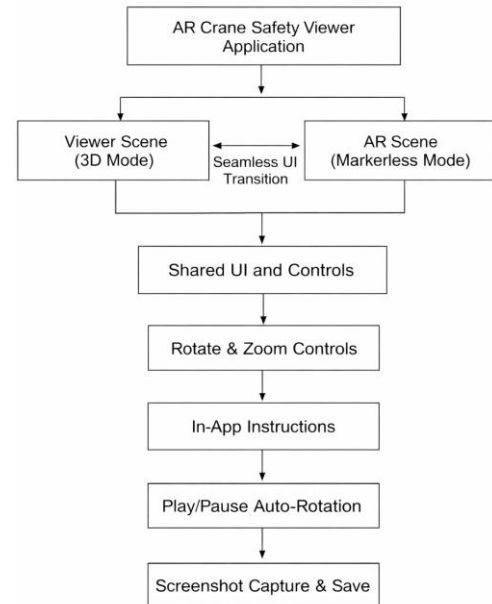 AR Crane Safety Viewer
Application
Viewer Scene
(3D Mode)
Seamless UI
Transition
AR Scene
(Markerless Mode)
Shared UI and Controls
Rotate & Zoom Controls
In-App Instructions
Play/Pause Auto-Rotation
Screenshot Capture & Save